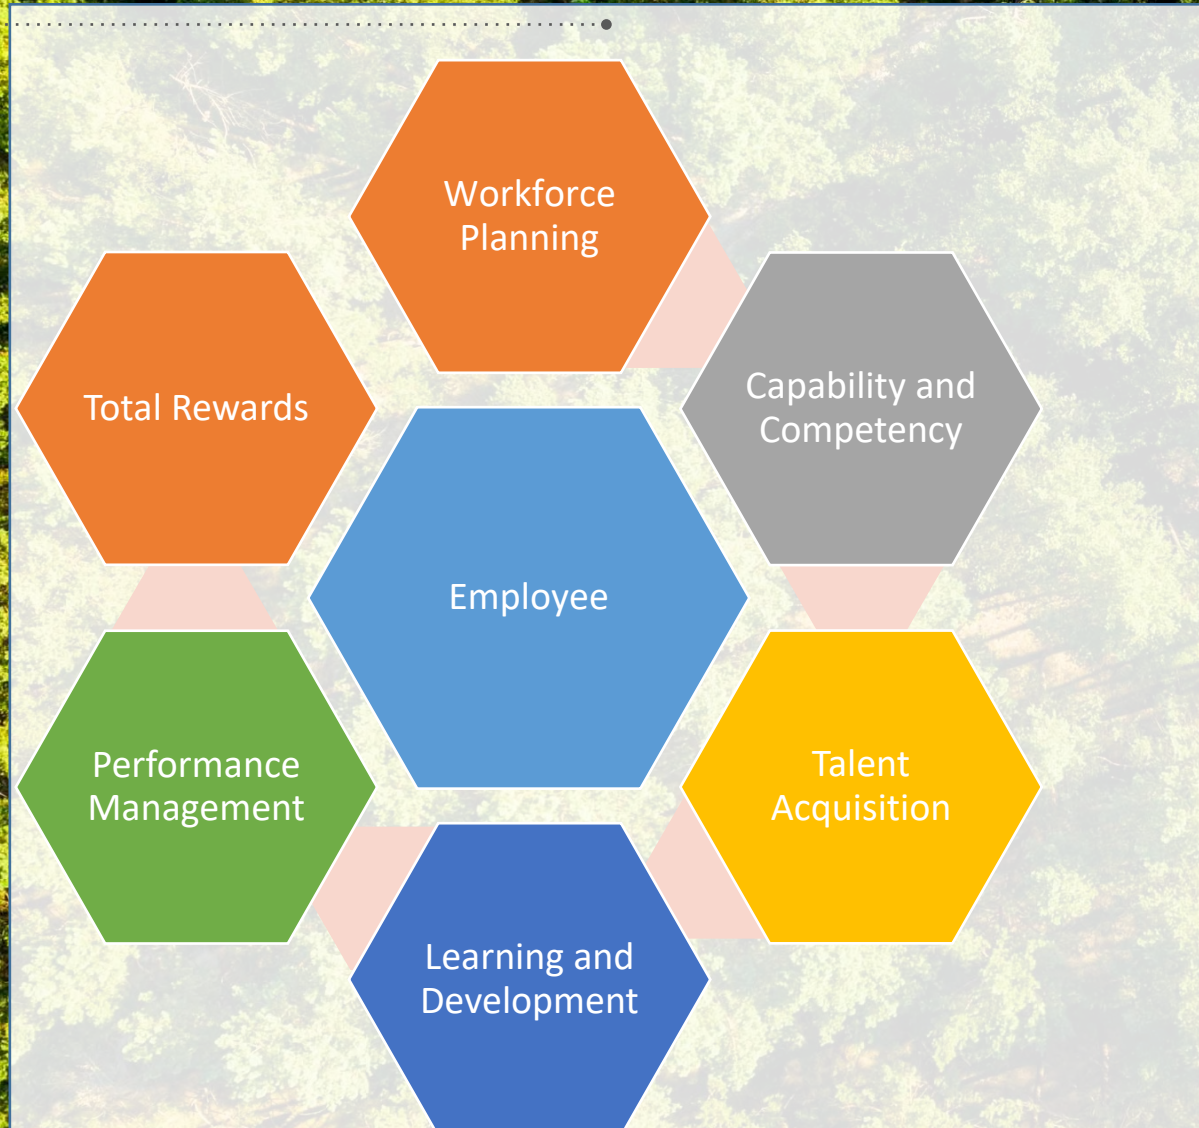 Workforce
Planning
Total Rewards
Capability and
Competency
Employee
Performance
Management
Talent
Acquisition
Learning and
Development